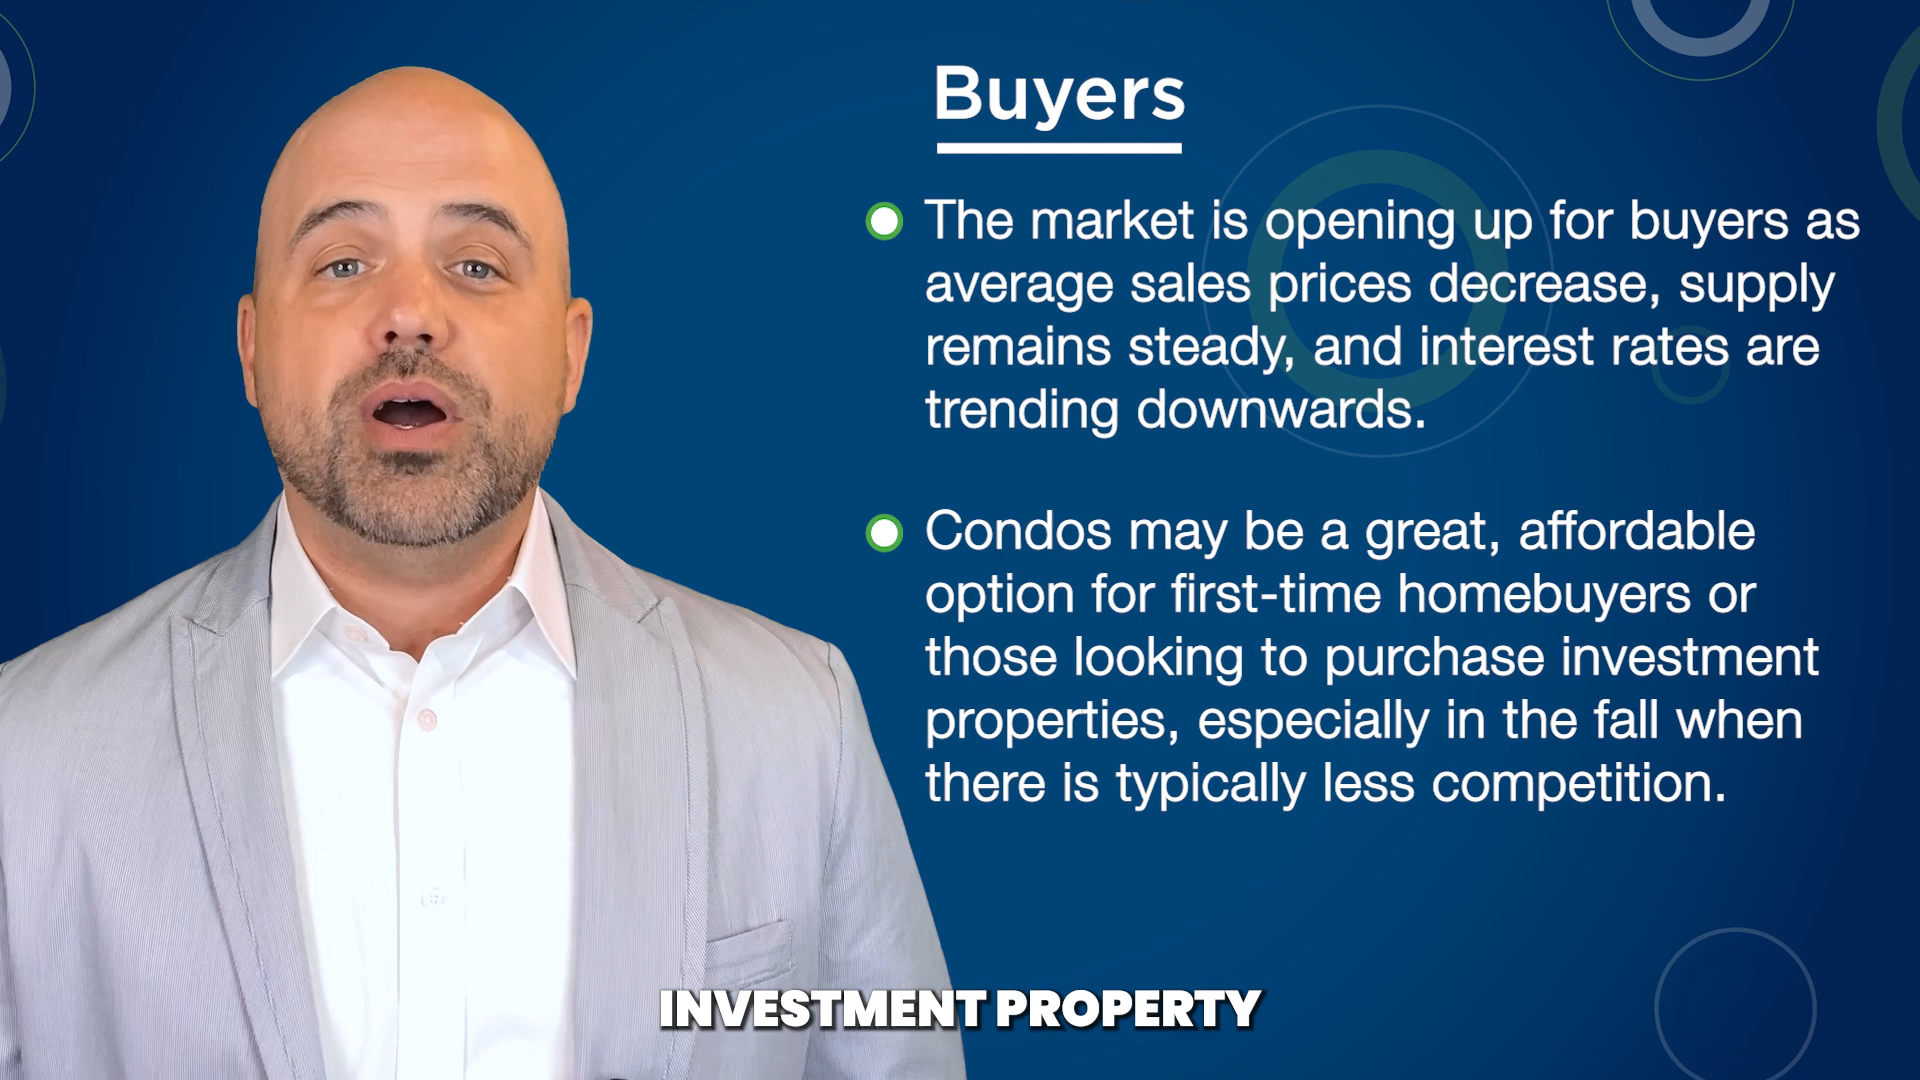 Buyers
The market is opening up for buyers as
average sales prices decrease, supply
remains steady, and interest rates are
trending downwards.
Condos may be a great, affordable
option for first-time homebuyers or
those looking to purchase investment
properties, especially in the fall when
there is typically less competition.
INVESTMENT PROPERTY